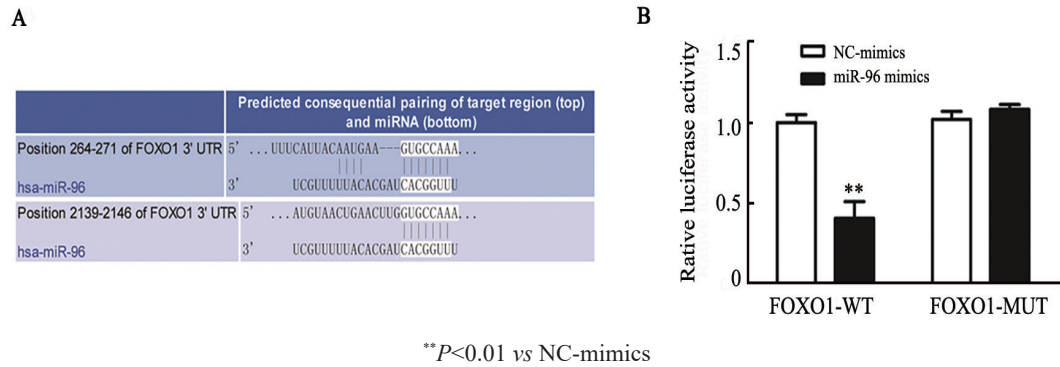 A
Predicted consequential pairing of target region (top)
and miRNA (bottom)
Position 264-271 of FOXO1 3' UTR 5' ...UUUCAUUACAAUGAA---GUGCCAAA...
hsa-miR-96 3' UCGUUUUUACACGAUCACGGUUU
Position 2139-2146 of FOXO1 3' UTR 5' ...AUGUAACUGAACUUGGUGCCAAA...
hsa-miR-96 3' UCGUUUUUACACGAUCACGGUUU
B
Rative luciferase activity
1.5
1.0
0.5
0
NC-mimics
miR-96 mimics
**
FOXO1-WT FOXO1-MUT
**P<0.01 vs NC-mimics